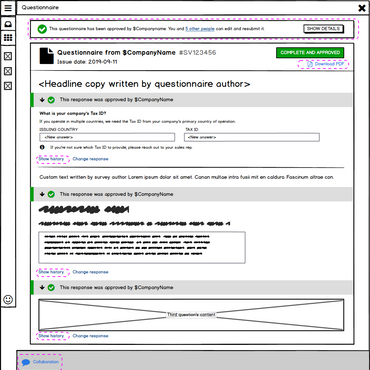 Questionnaire
This questionnaire has been approved by $CompanyName. You and 5 other people can edit and resubmit it.
SHOW DETAILS
Questionnaire from $CompanyName #SV123456
COMPLETE AND APPROVED
Issue date: 2019-09-11
Download PDF
<Headline copy written by questionnaire author>
This response was approved by $CompanyName
What is your company's Tax ID?
If you operate in multiple countries, we need the Tax ID from your company's primary country of operation.
ISSUING COUNTRY
TAX ID
<New answer>
<New answer>
If you're not sure which Tax ID to provide, please reach out to your sales rep.
Show history
Change response
Custom text written by survey author. Lorem ipsum dolor sit amet. Canon multae intra fusii mit en caldura. Fascinum altrae con.
This response was approved by $CompanyName
Show history
Change response
This response was approved by $CompanyName
Third question's content
Show history
Change response
Collaboration